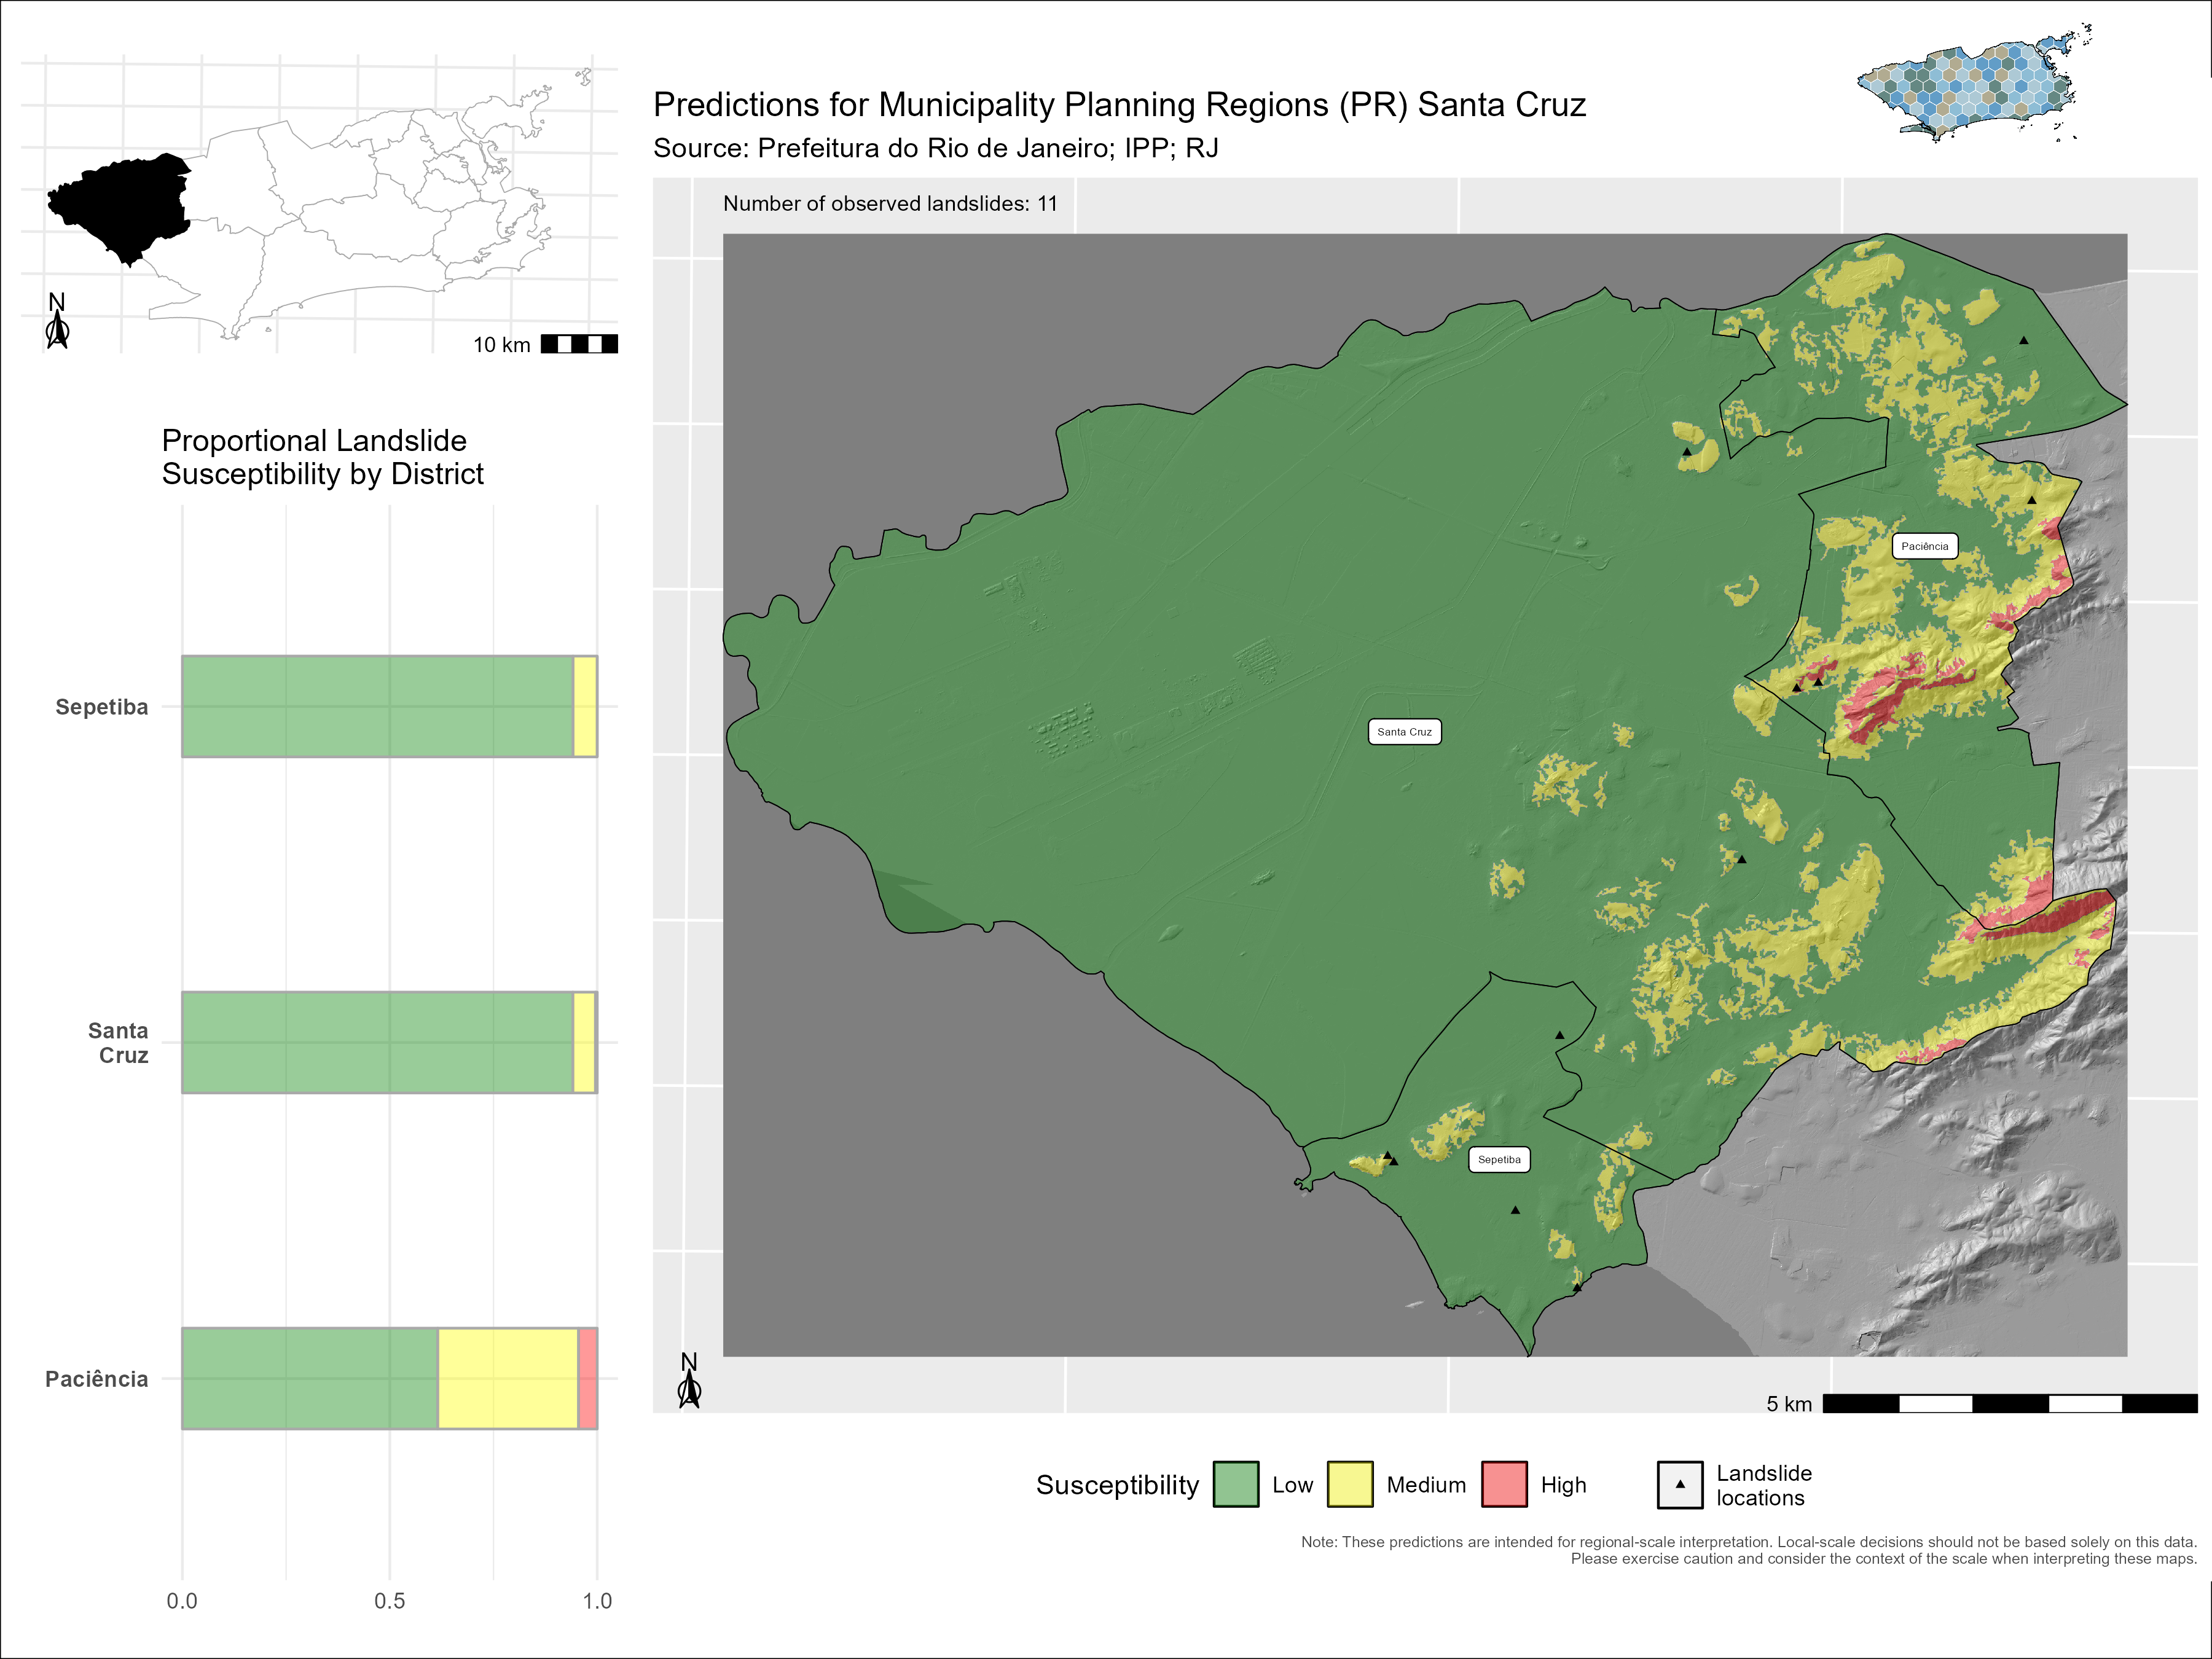 N
10 km
Proportional Landslide
Susceptibility by District
Sepetiba
Santa
Cruz
Paciência
0.0
0.5
1.0
Predictions for Municipality Planning Regions (PR) Santa Cruz
Source: Prefeitura do Rio de Janeiro; IPP; RJ
Number of observed landslides: 11
Paciência
Santa Cruz
Sepetiba
N
5 km
Susceptibility
Low
Medium
High
Landslide
locations
Note: These predictions are intended for regional-scale interpretation. Local-scale decisions should not be based solely on this data.
Please exercise caution and consider the context of the scale when interpreting these maps.